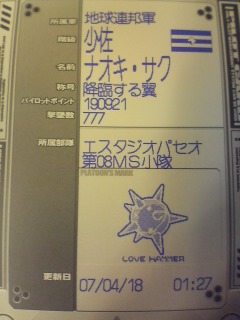 所属軍 地球連邦軍
階級 少佐
名前 ナオキ・サク
称号 降臨する翼
パイロットポイント 190921
撃墜数 777
所属部隊 エスタジオパセオ
第08MS小隊
PLATOON'S MARK
LOVE HAMMER
更新日 07/04/18 01:27